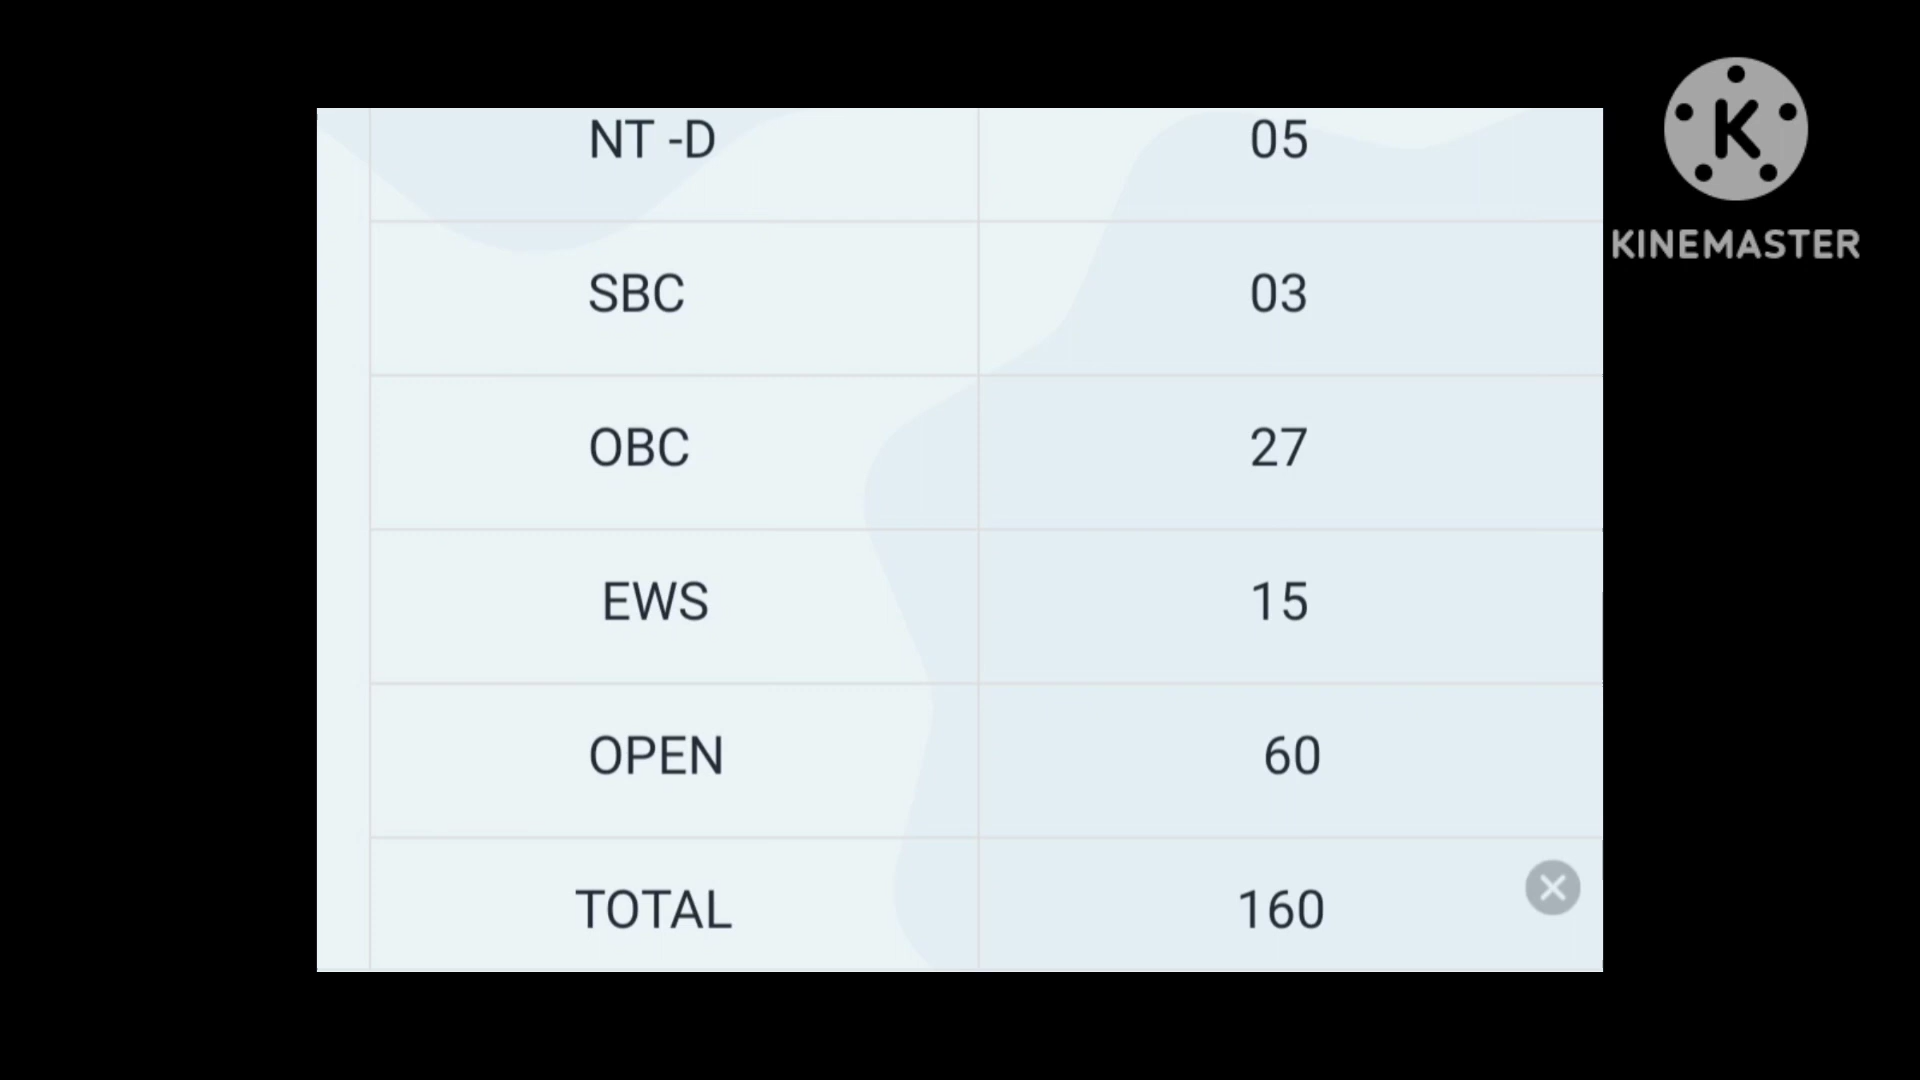 NT -D 05
SBC 03
OBC 27
EWS 15
OPEN 60
TOTAL 160
K
KINEMASTER